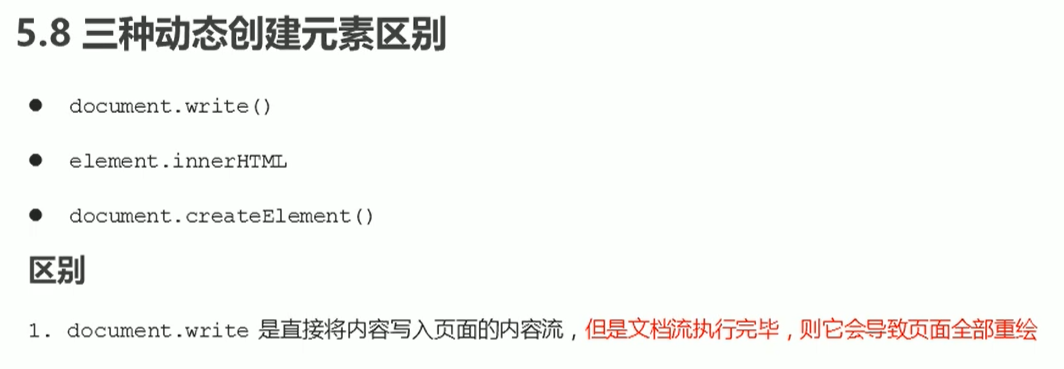 5.8 三种动态创建元素区别
● document.write()
● element.innerHTML
● document.createElement()
区别
1. document.write 是直接将内容写入页面的内容流，但是文档流执行完毕，则它会导致页面全部重绘